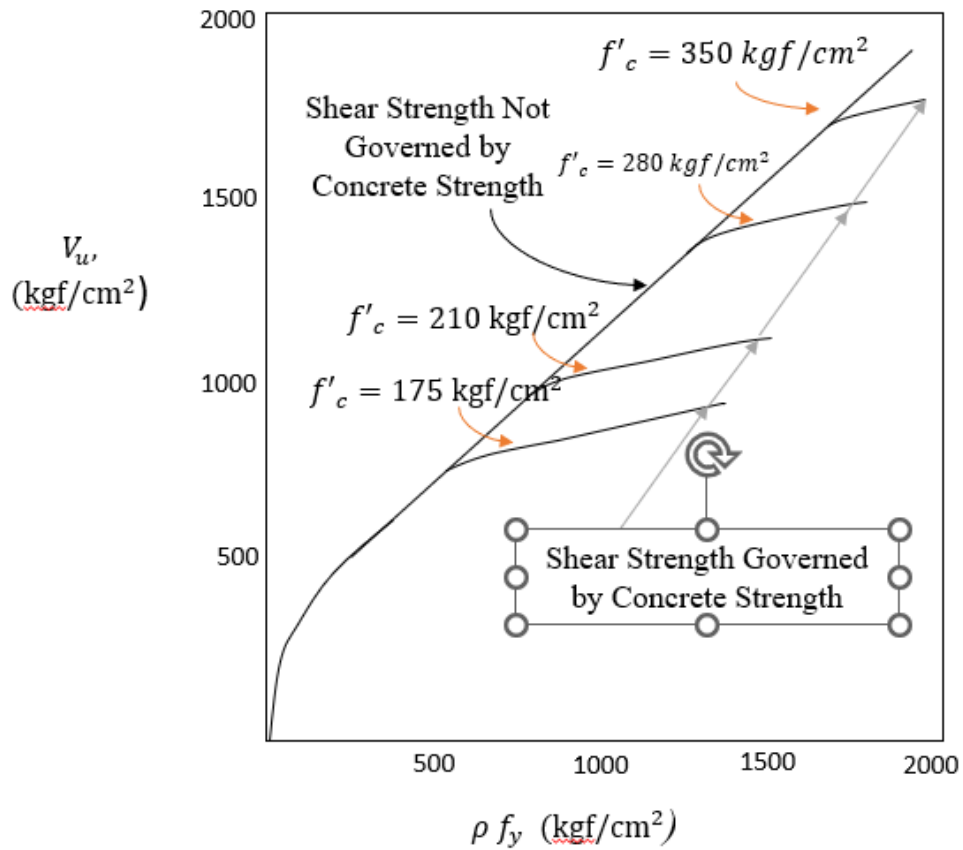 2000
f'c = 350 kgf/cm²
Shear Strength Not
Governed by
Concrete Strength
f'c = 280 kgf/cm²
1500
Vu,
(kgf/cm²)
f'c = 210 kgf/cm²
1000
f'c = 175 kgf/cm²
500
Shear Strength Governed
by Concrete Strength
500 1000 1500 2000
ρ fy (kgf/cm²)